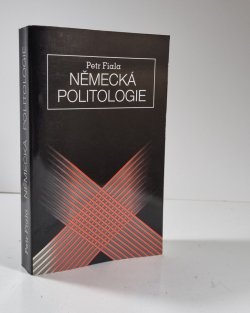 Petr Fiala
NĚMECKÁ
POLITOLOGIE
Petr Fiala NĚMECKÁ POLITOLOGIE